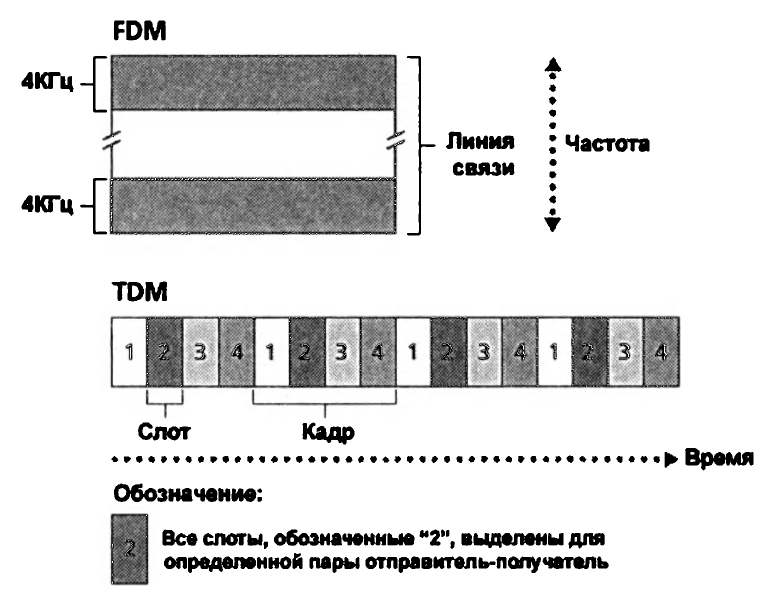 FDM
4КГц
Линия
связи
Частота
4КГц
TDM
1 2 3 4 1 2 3 4 1 2 3 4 1 2 3 4
Слот
Кадр
Время
Обозначение:
2
Все слоты, обозначенные “2”, выделены для
определенной пары отправитель-получатель